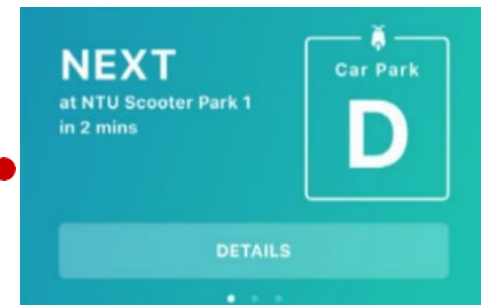 NEXT
at NTU Scooter Park 1
in 2 mins
Car Park
D
DETAILS